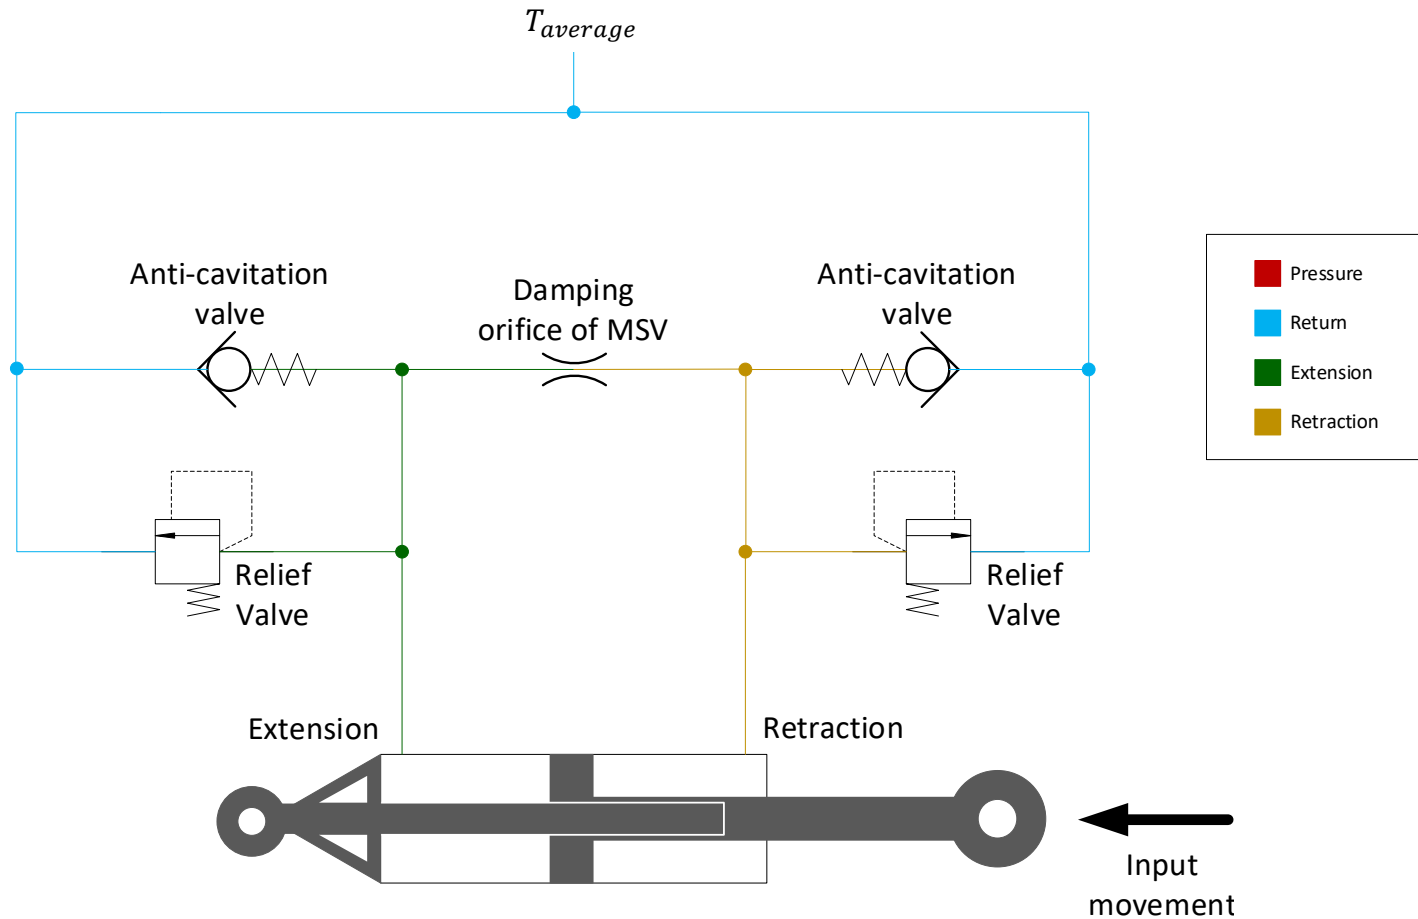 T_average
Anti-cavitation
valve
Damping
orifice of MSV
Anti-cavitation
valve
Pressure
Return
Extension
Retraction
Relief
Valve
Relief
Valve
Extension
Retraction
Input
movement